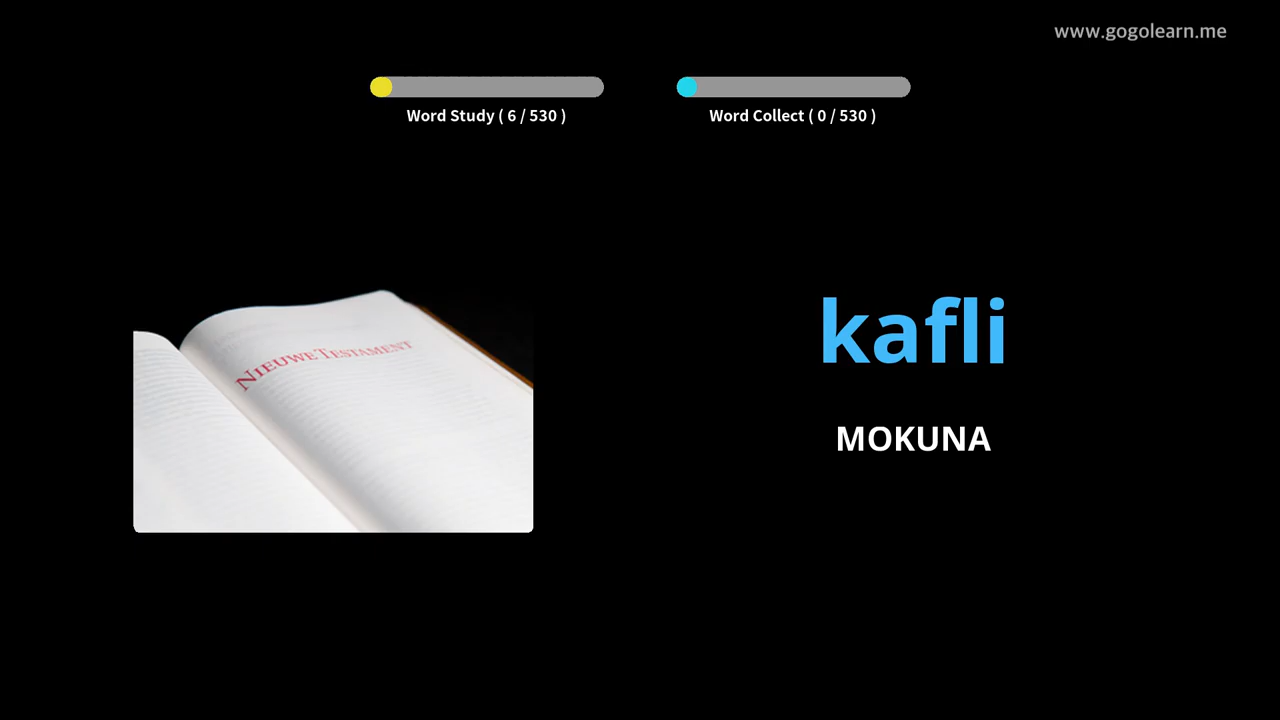 www.gogolearn.me
Word Study ( 6 / 530 )
Word Collect ( 0 / 530 )
NIEUWE TESTAMENT
kafli
MOKUNA